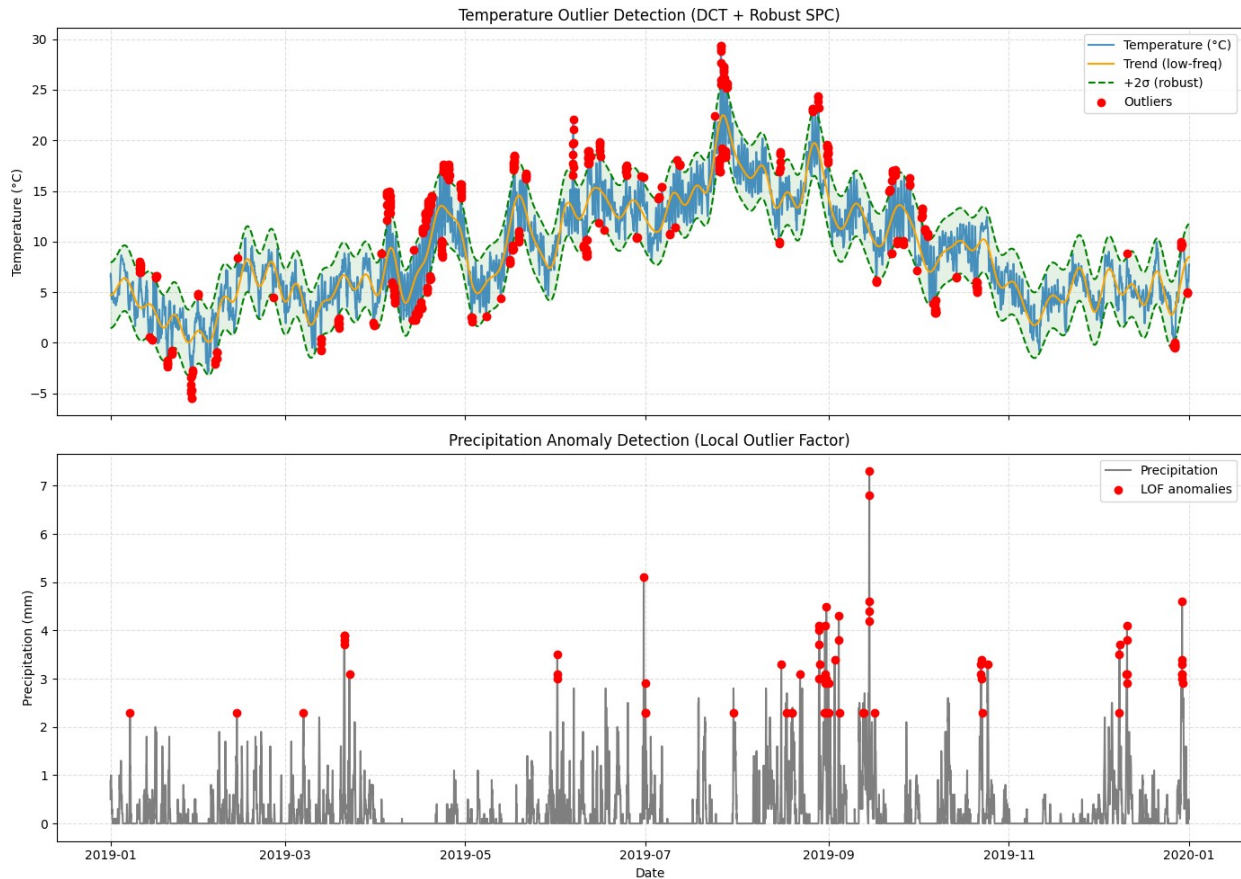 Temperature Outlier Detection (DCT + Robust SPC)
30
25
20
15
10
5
0
−5
Temperature (°C)
Temperature (°C)
Trend (low-freq)
+2σ (robust)
Outliers
Precipitation Anomaly Detection (Local Outlier Factor)
7
6
5
4
3
2
1
0
Precipitation (mm)
Precipitation
LOF anomalies
2019-01
2019-03
2019-05
2019-07
2019-09
2019-11
2020-01
Date